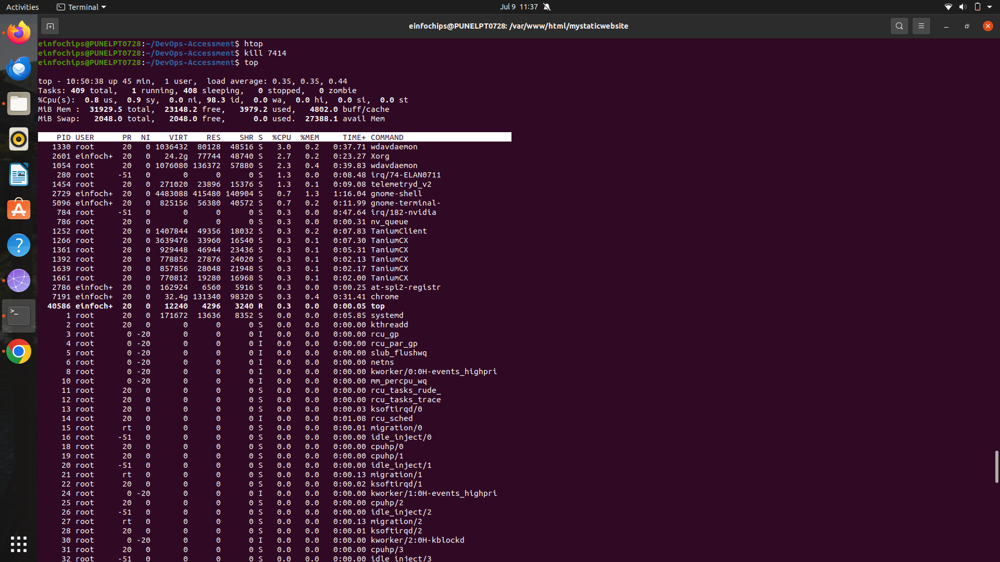 Activities
Terminal
Jul 9 11:37
einfochips@PUNELPT0728: /var/www/html/mystaticwebsite
einfochips@PUNELPT0728:~/DevOps-Accessment$ htop
einfochips@PUNELPT0728:~/DevOps-Accessment$ kill 7414
einfochips@PUNELPT0728:~/DevOps-Accessment$ top
top - 10:50:38 up 45 min,  1 user,  load average: 0.35, 0.35, 0.44
Tasks: 409 total,   1 running, 408 sleeping,   0 stopped,   0 zombie
%Cpu(s):  0.8 us,  0.9 sy,  0.0 ni, 98.3 id,  0.0 wa,  0.0 hi,  0.0 si,  0.0 st
MiB Mem :  31929.5 total,  23148.2 free,   3979.2 used,   4802.0 buff/cache
MiB Swap:   2048.0 total,   2048.0 free,      0.0 used.  27388.1 avail Mem
PID USER PR NI VIRT RES SHR S %CPU %MEM TIME+ COMMAND
1330 root 20 0 1036432 80128 48516 S 3.0 0.2 0:37.71 wdavdaemon
2601 einfoch+ 20 0 24.2g 77744 48740 S 2.7 0.2 0:23.27 Xorg
1054 root 20 0 1076080 136372 57880 S 2.3 0.4 0:39.83 wdavdaemon
280 root -51 0 0 0 0 S 1.3 0.0 0:08.48 irq/74-ELAN0711
1454 root 20 0 271020 23896 15376 S 1.3 0.1 0:09.08 telemetryd_v2
2729 einfoch+ 20 0 4483088 415480 140904 S 0.7 1.3 1:16.04 gnome-shell
5096 einfoch+ 20 0 825156 56380 40572 S 0.7 0.2 0:11.99 gnome-terminal-
784 root -51 0 0 0 0 S 0.3 0.0 0:47.64 irq/182-nvidia
786 root 20 0 0 0 0 S 0.3 0.0 0:00.31 nv_queue
1252 root 20 0 1407844 49356 18032 S 0.3 0.2 0:07.83 TaniumClient
1266 root 20 0 3639476 33960 16540 S 0.3 0.1 0:07.30 TaniumCX
1361 root 20 0 929448 46944 23436 S 0.3 0.1 0:05.31 TaniumCX
1392 root 20 0 778852 27876 24020 S 0.3 0.1 0:02.13 TaniumCX
1639 root 20 0 857856 28048 21948 S 0.3 0.1 0:02.17 TaniumCX
1661 root 20 0 770812 19280 16968 S 0.3 0.1 0:02.00 TaniumCX
2786 einfoch+ 20 0 162924 6560 5916 S 0.3 0.0 0:00.25 at-spi2-registr
7191 einfoch+ 20 0 32.4g 131340 98320 S 0.3 0.4 0:31.41 chrome
40586 einfoch+ 20 0 12240 4296 3240 R 0.3 0.0 0:00.05 top
1 root 20 0 171672 13636 8352 S 0.0 0.0 0:05.85 systemd
2 root 20 0 0 0 0 S 0.0 0.0 0:00.00 kthreadd
3 root 0 -20 0 0 0 I 0.0 0.0 0:00.00 rcu_gp
4 root 0 -20 0 0 0 I 0.0 0.0 0:00.00 rcu_par_gp
5 root 0 -20 0 0 0 I 0.0 0.0 0:00.00 slub_flushwq
6 root 0 -20 0 0 0 I 0.0 0.0 0:00.00 netns
8 root 0 -20 0 0 0 I 0.0 0.0 0:00.00 kworker/0:0H-events_highpri
10 root 0 -20 0 0 0 I 0.0 0.0 0:00.00 mm_percpu_wq
11 root 20 0 0 0 0 S 0.0 0.0 0:00.00 rcu_tasks_rude_
12 root 20 0 0 0 0 S 0.0 0.0 0:00.00 rcu_tasks_trace
13 root 20 0 0 0 0 S 0.0 0.0 0:00.03 ksoftirqd/0
14 root 20 0 0 0 0 I 0.0 0.0 0:01.08 rcu_sched
15 root rt 0 0 0 0 S 0.0 0.0 0:00.01 migration/0
16 root -51 0 0 0 0 S 0.0 0.0 0:00.00 idle_inject/0
18 root 20 0 0 0 0 S 0.0 0.0 0:00.00 cpuhp/0
19 root 20 0 0 0 0 S 0.0 0.0 0:00.00 cpuhp/1
20 root -51 0 0 0 0 S 0.0 0.0 0:00.00 idle_inject/1
21 root rt 0 0 0 0 S 0.0 0.0 0:00.13 migration/1
22 root 20 0 0 0 0 S 0.0 0.0 0:00.02 ksoftirqd/1
24 root 0 -20 0 0 0 I 0.0 0.0 0:00.00 kworker/1:0H-events_highpri
25 root 20 0 0 0 0 S 0.0 0.0 0:00.00 cpuhp/2
26 root -51 0 0 0 0 S 0.0 0.0 0:00.00 idle_inject/2
27 root rt 0 0 0 0 S 0.0 0.0 0:00.13 migration/2
28 root 20 0 0 0 0 S 0.0 0.0 0:00.01 ksoftirqd/2
30 root 0 -20 0 0 0 I 0.0 0.0 0:00.00 kworker/2:0H-kblockd
31 root 20 0 0 0 0 S 0.0 0.0 0:00.00 cpuhp/3
32 root -51 0 0 0 0 S 0.0 0.0 0:00.00 idle_inject/3